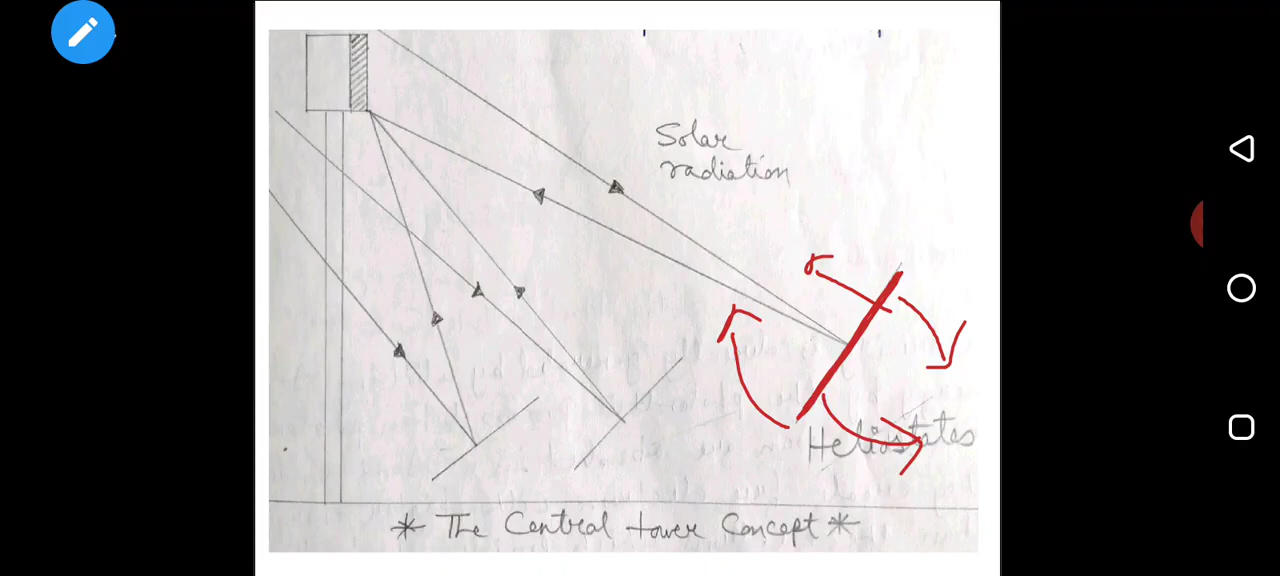 Solar
radiation
Heliostates
* The Central tower Concept *